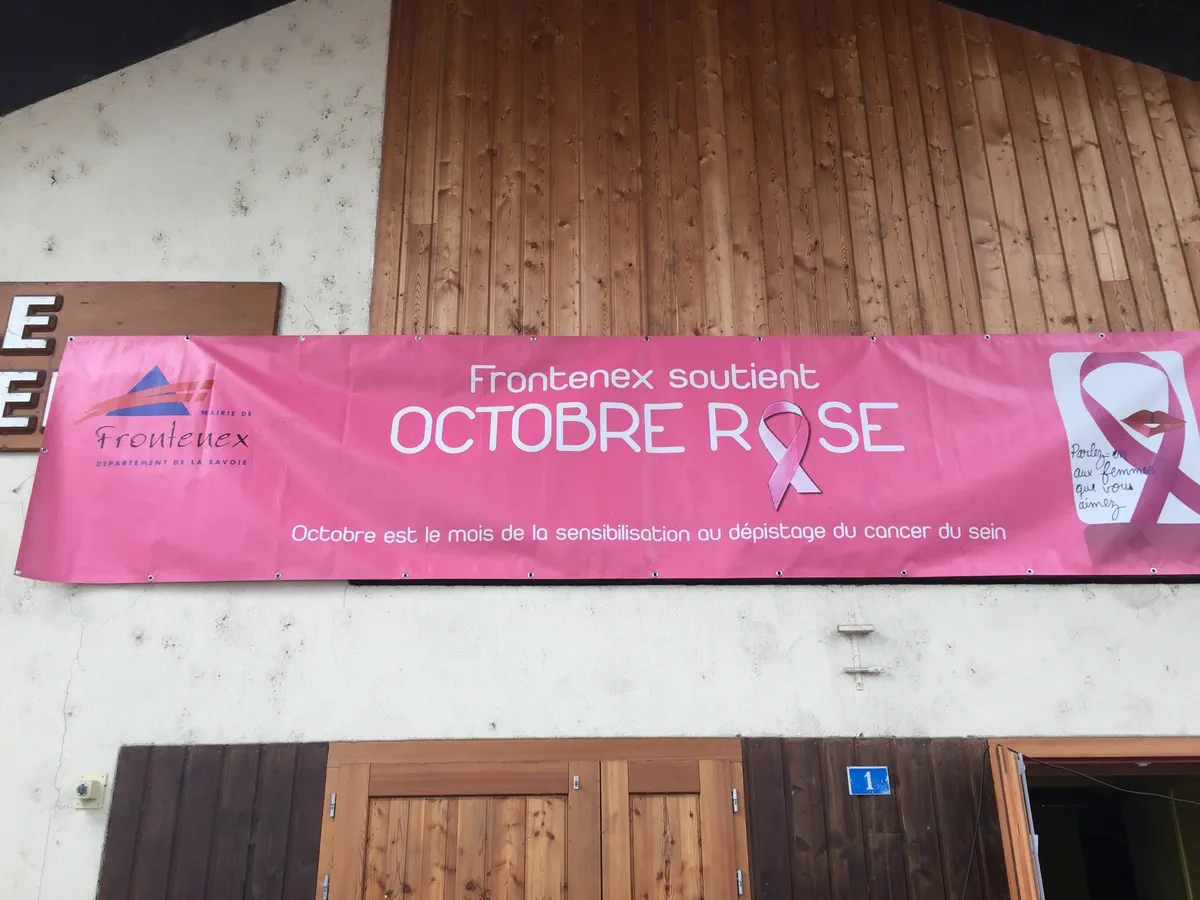 E
E
MAIRIE DE
Frontenex
DEPARTEMENT DE LA SAVOIE
Frontenex soutient
OCTOBRE ROSE
Octobre est le mois de la sensibilisation au dépistage du cancer du sein
Parlez-en
aux femmes
que vous
aimez
1